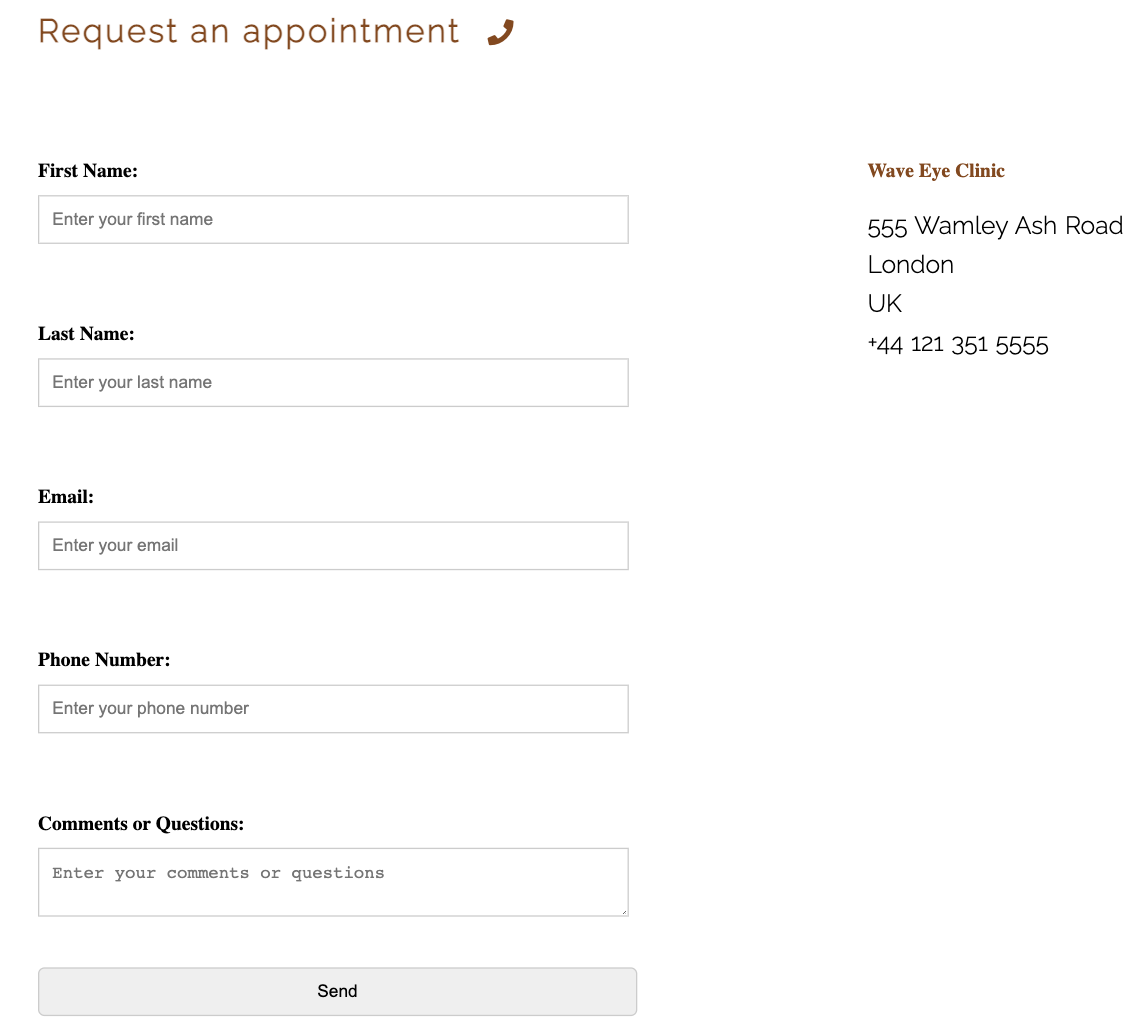 Request an appointment
First Name:
Enter your first name
Last Name:
Enter your last name
Email:
Enter your email
Phone Number:
Enter your phone number
Comments or Questions:
Enter your comments or questions
Send
Wave Eye Clinic
555 Wamley Ash Road
London
UK
+44 121 351 5555